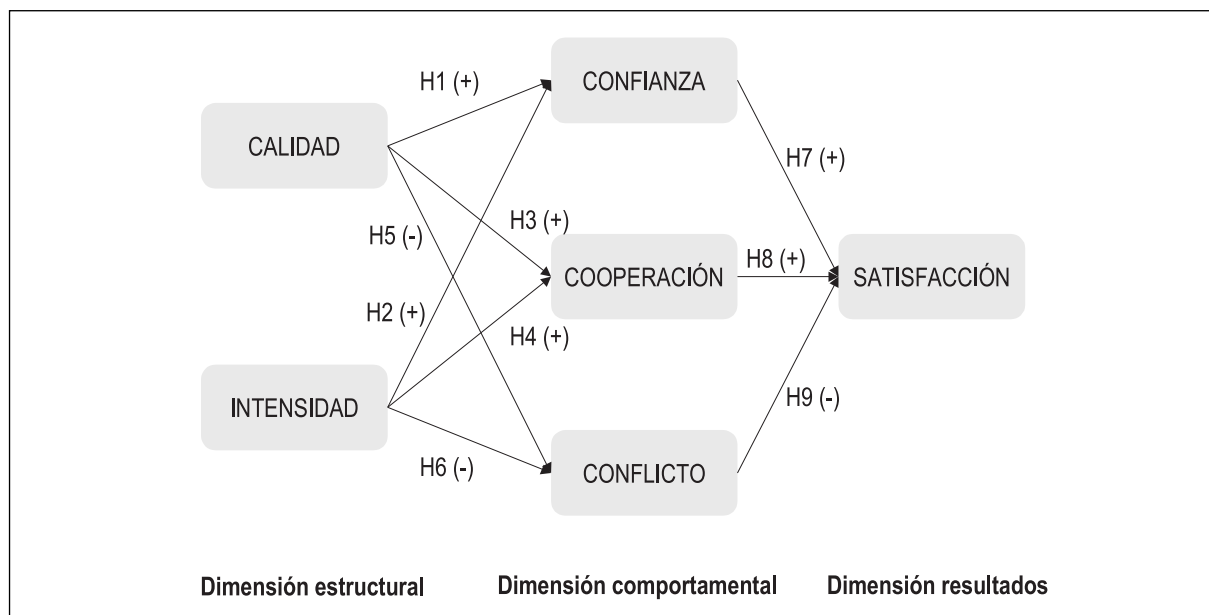 CONFIANZA
H1 (+)
CALIDAD
H7 (+)
H3 (+)
H5 (-)
COOPERACIÓN
H8 (+)
SATISFACCIÓN
H2 (+)
H4 (+)
INTENSIDAD
H9 (-)
H6 (-)
CONFLICTO
Dimensión estructural
Dimensión comportamental
Dimensión resultados